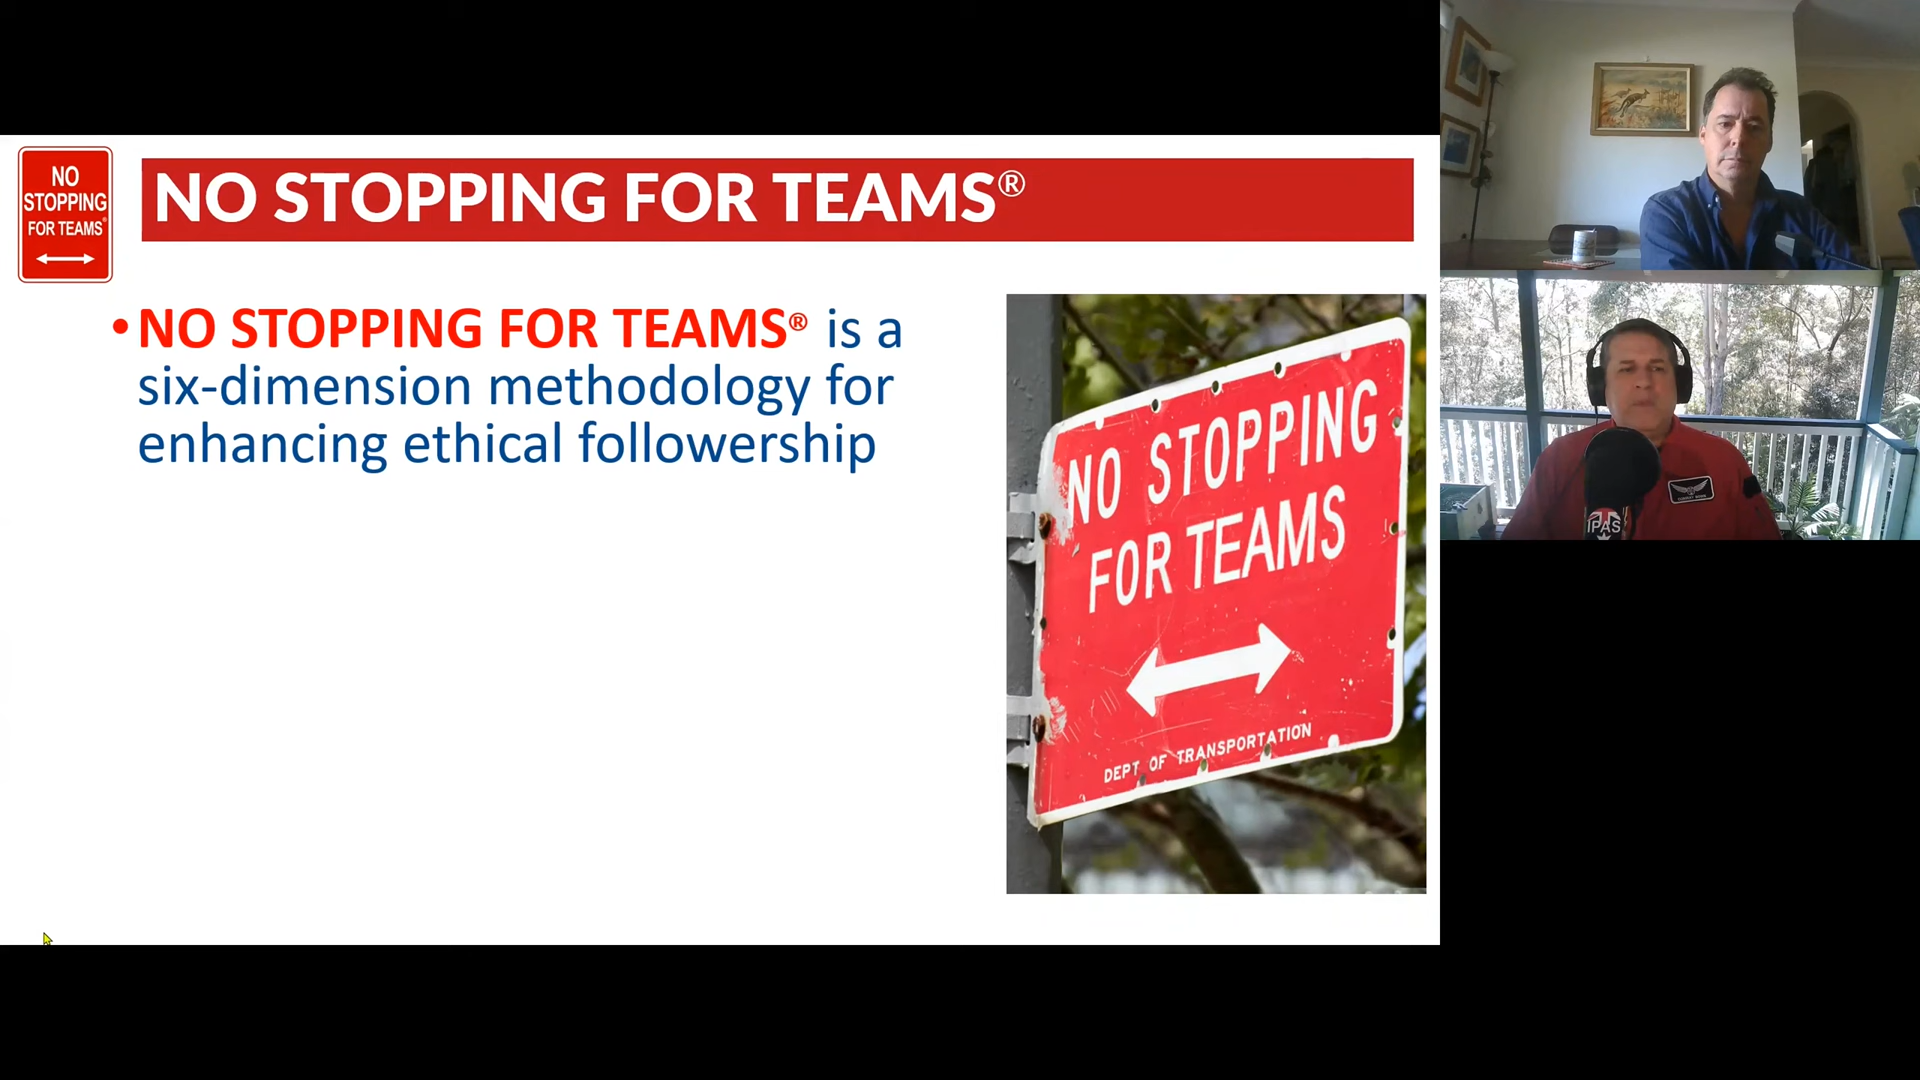 NO
STOPPING
FOR TEAMS®
NO STOPPING FOR TEAMS®
•NO STOPPING FOR TEAMS® is a
six-dimension methodology for
enhancing ethical followership
NO STOPPING
FOR TEAMS
DEPT OF TRANSPORTATION
IPAS